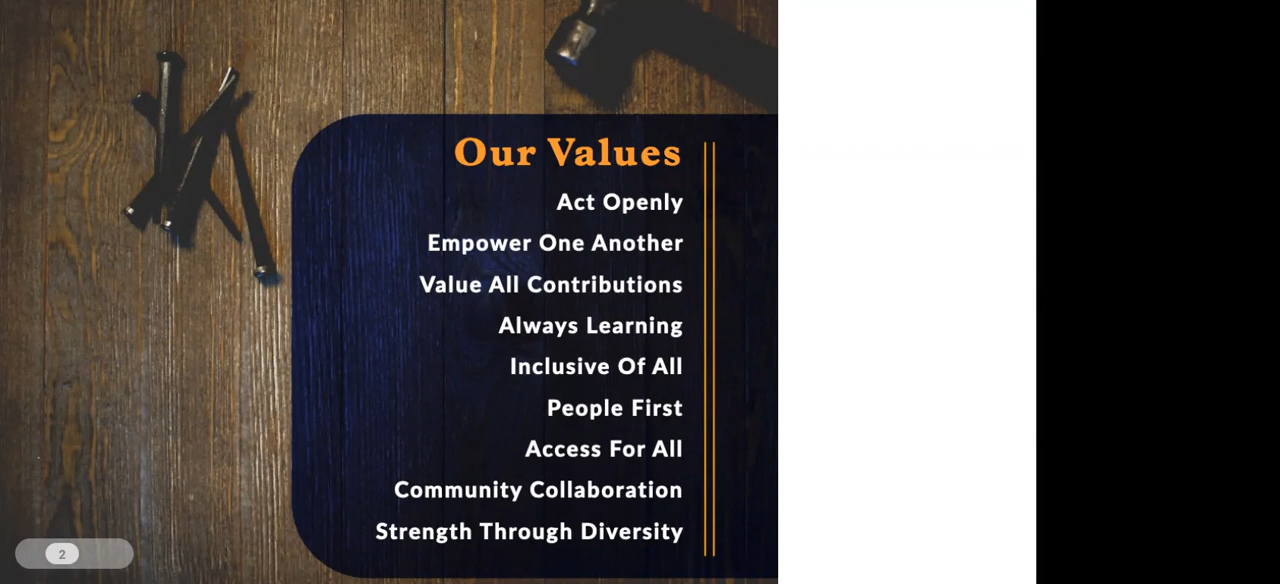 Our Values
Act Openly
Empower One Another
Value All Contributions
Always Learning
Inclusive Of All
People First
Access For All
Community Collaboration
Strength Through Diversity
2